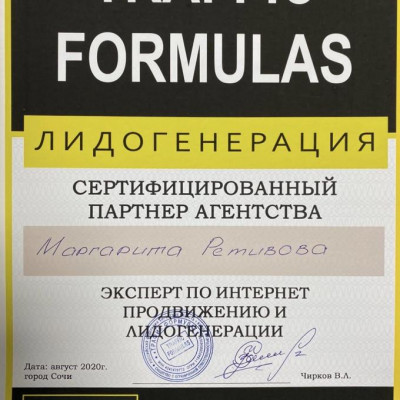 FORMULAS
ЛИДОГЕНЕРАЦИЯ
СЕРТИФИЦИРОВАННЫЙ
ПАРТНЕР АГЕНТСТВА
Маргарита Ретивова
ЭКСПЕРТ ПО ИНТЕРНЕТ
ПРОДВИЖЕНИЮ И
ЛИДОГЕНЕРАЦИИ
Дата: август 2020г.
город Сочи
Чирков В.Л.